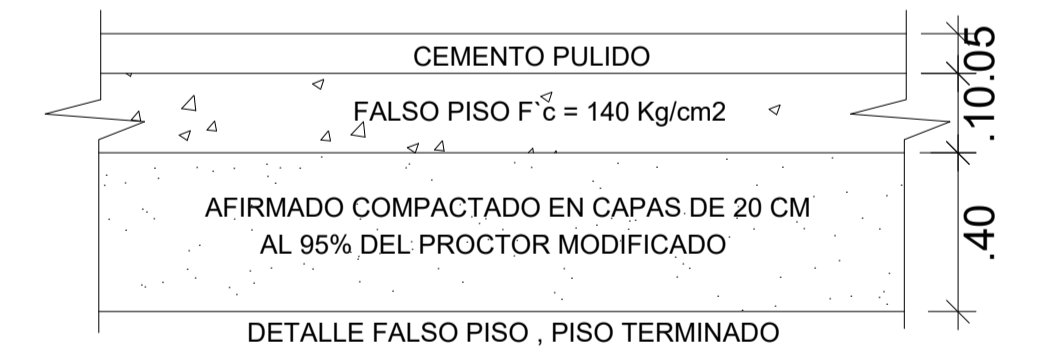 CEMENTO PULIDO
.05
FALSO PISO F`c = 140 Kg/cm2
.10
AFIRMADO COMPACTADO EN CAPAS DE 20 CM
AL 95% DEL PROCTOR MODIFICADO
.40
DETALLE FALSO PISO , PISO TERMINADO